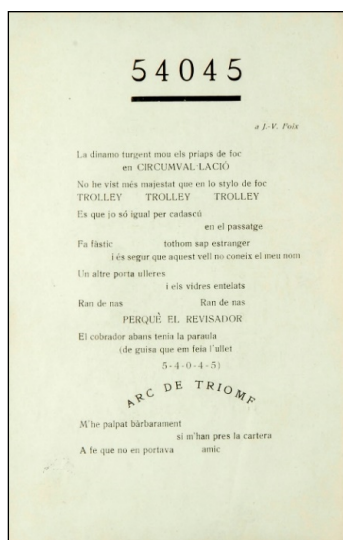 54045
a J.-V. Foix
La dinamo turgent mou els priaps de foc
en CIRCUMVAL·LACIÓ
No he vist més majestat que en lo stylo de foc
TROLLEY TROLLEY TROLLEY
Es que jo só igual per cadascú
en el passatge
Fa fàstic tothom sap estranger
i és segur que aquest vell no coneix el meu nom
Un altre porta ulleres
i els vidres entelats
Ran de nas Ran de nas
PERQUÈ EL REVISADOR
El cobrador abans tenia la paraula
(de guisa que em feia l'ullet
5-4-0-4-5)
ARC DE TRIOMF
M'he palpat bàrbarament
si m'han pres la cartera
A fe que no en portava amic